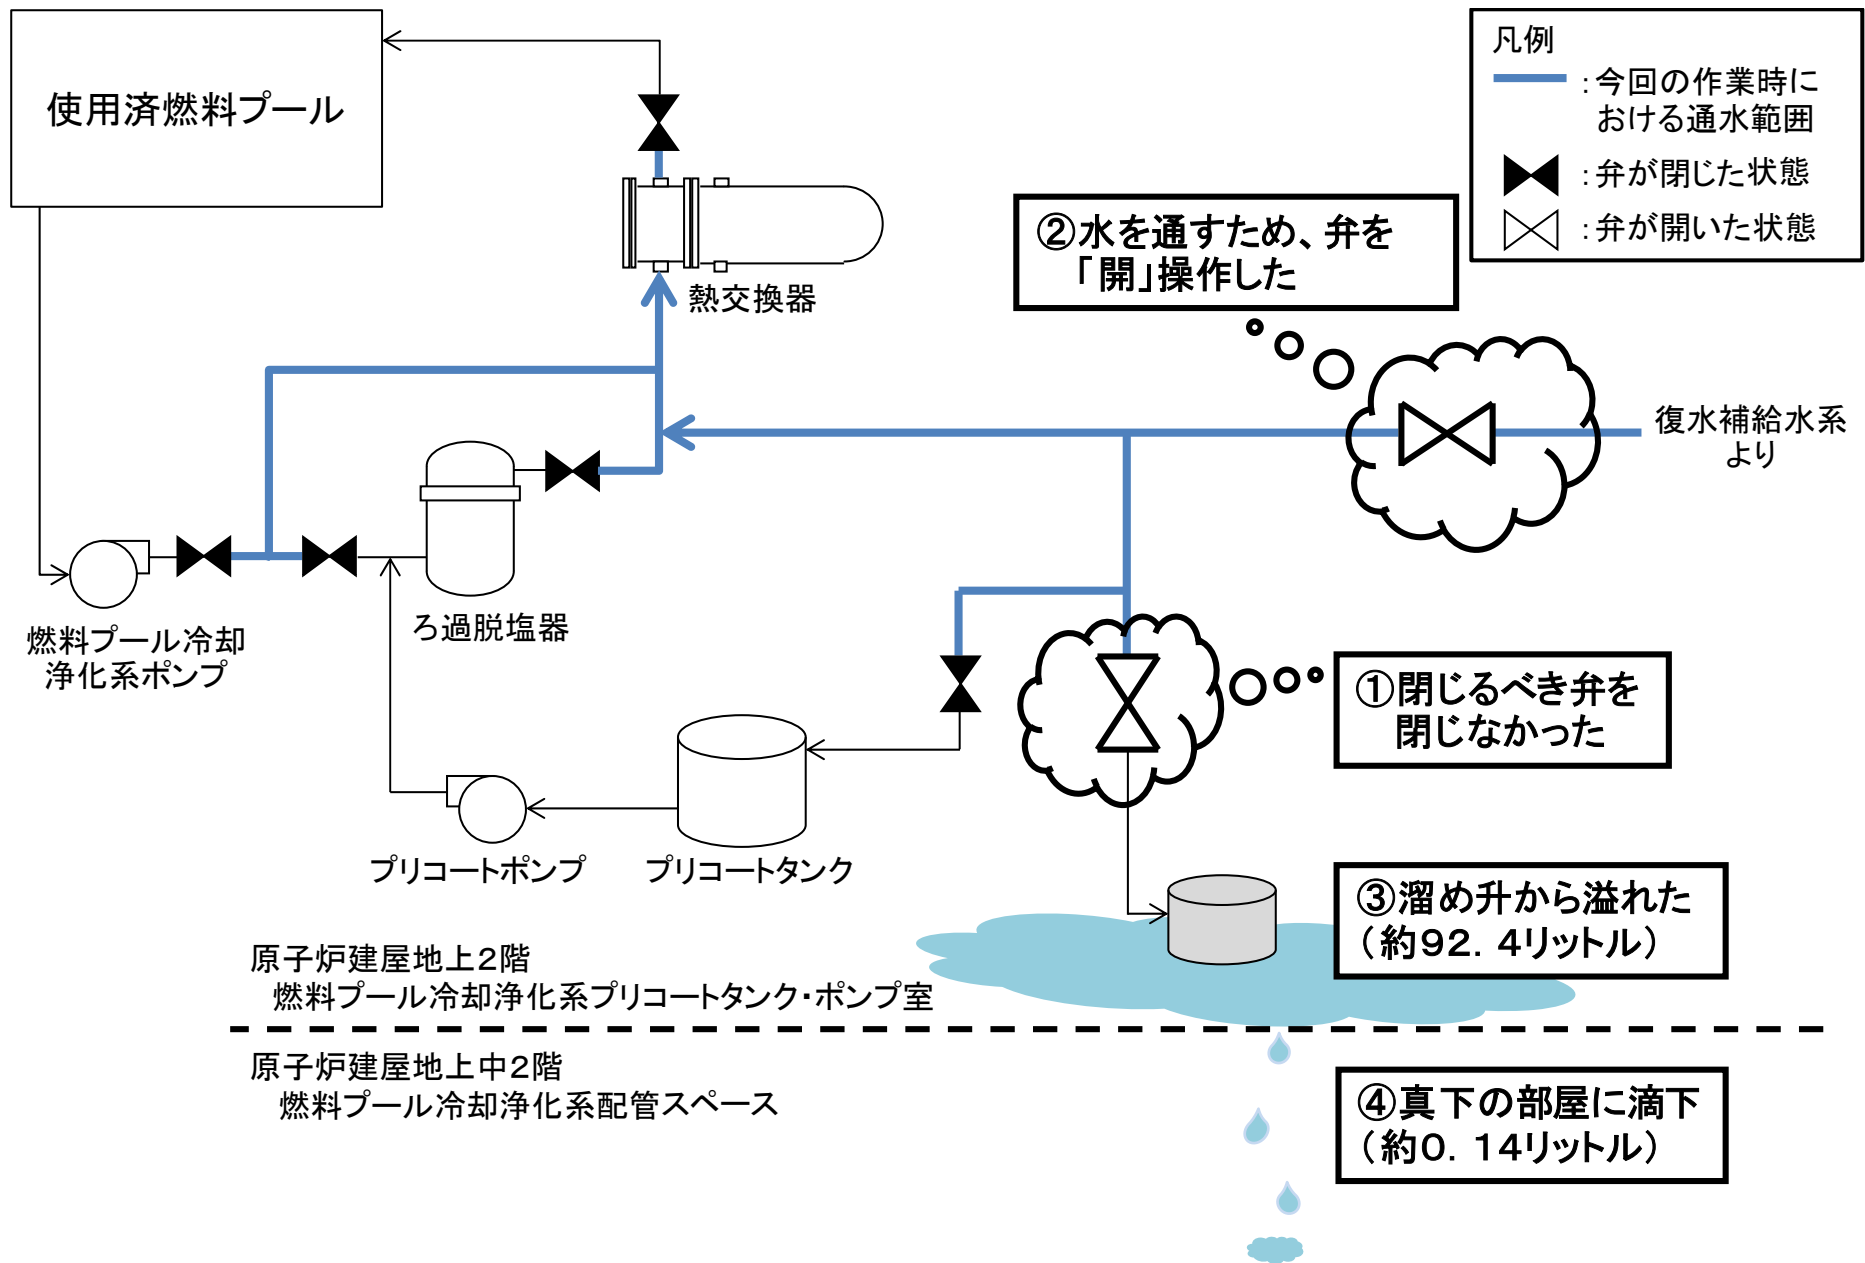 使用済燃料プール
凡例
：今回の作業時に
おける通水範囲
：弁が閉じた状態
：弁が開いた状態
②水を通すため、弁を
「開」操作した
熱交換器
復水補給水系
より
ろ過脱塩器
燃料プール冷却
浄化系ポンプ
①閉じるべき弁を
閉じなかった
プリコートポンプ
プリコートタンク
③溜め升から溢れた
（約９２．４リットル）
原子炉建屋地上２階
燃料プール冷却浄化系プリコートタンク・ポンプ室
原子炉建屋地上中２階
燃料プール冷却浄化系配管スペース
④真下の部屋に滴下
（約０．１４リットル）